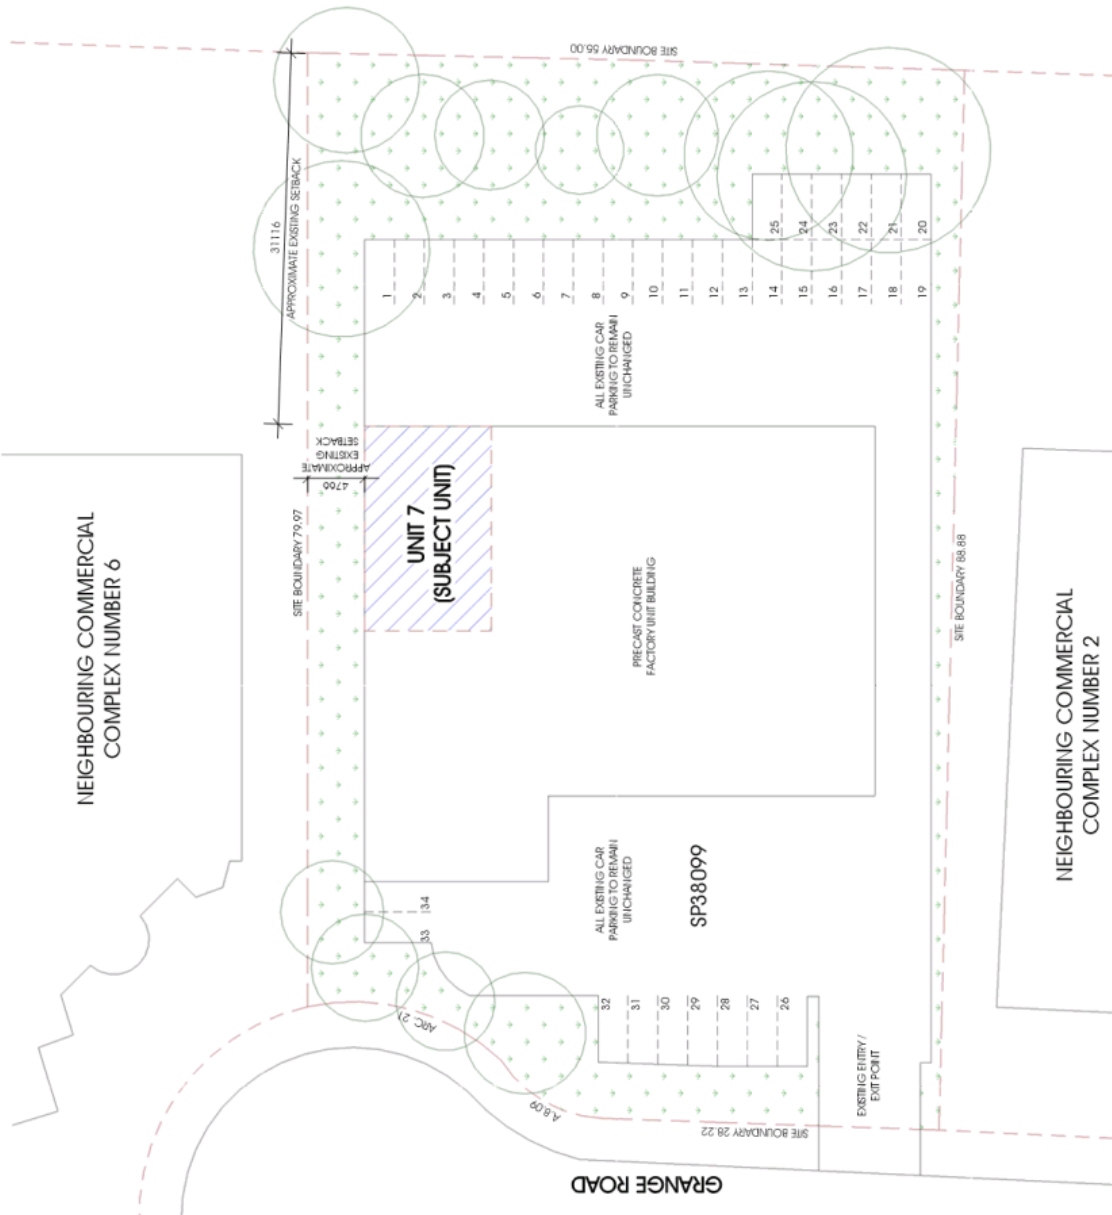 SITE BOUNDARY 55.00
31116
APPROXIMATE EXISTING SETBACK
25
24
23
22
21
20
1
2
3
4
5
6
7
8
9
10
11
12
13
14
15
16
17
18
19
ALL EXISTING CAR
PARKING TO REMAIN
UNCHANGED
APPROXIMATE
EXISTING
SETBACK
SITE BOUNDARY 79.97
UNIT 7
(SUBJECT UNIT)
NEIGHBOURING COMMERCIAL
COMPLEX NUMBER 6
PRECAST CONCRETE
FACTORY UNIT BUILDING
SITE BOUNDARY 88.88
NEIGHBOURING COMMERCIAL
COMPLEX NUMBER 2
ALL EXISTING CAR
PARKING TO REMAIN
UNCHANGED
SP38099
34
33
32
31
30
29
28
27
26
ARC. 21
A.8.09
EXISTING ENTRY /
EXIT POINT
SITE BOUNDARY 28.22
GRANGE ROAD